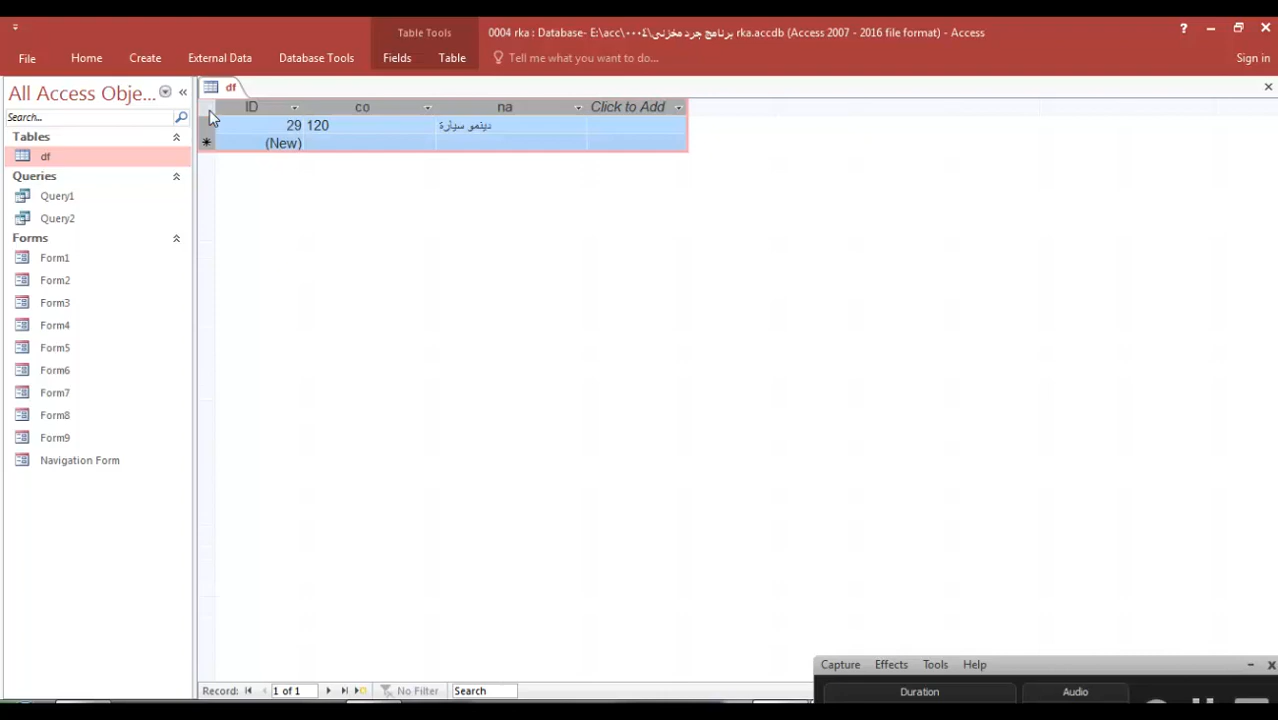 Table Tools
0004 rka : Database- E:\acc\٠٠٠٤\برنامج جرد مخزني rka.accdb (Access 2007 - 2016 file format) - Access
?
File
Home
Create
External Data
Database Tools
Fields
Table
Tell me what you want to do...
Sign in
All Access Obje...
Search...
Tables
df
Queries
Query1
Query2
Forms
Form1
Form2
Form3
Form4
Form5
Form6
Form7
Form8
Form9
Navigation Form
df
ID co na Click to Add
29 120 دينمو سيارة
(New)
Record: 1 of 1 No Filter Search
Capture Effects Tools Help
Duration Audio